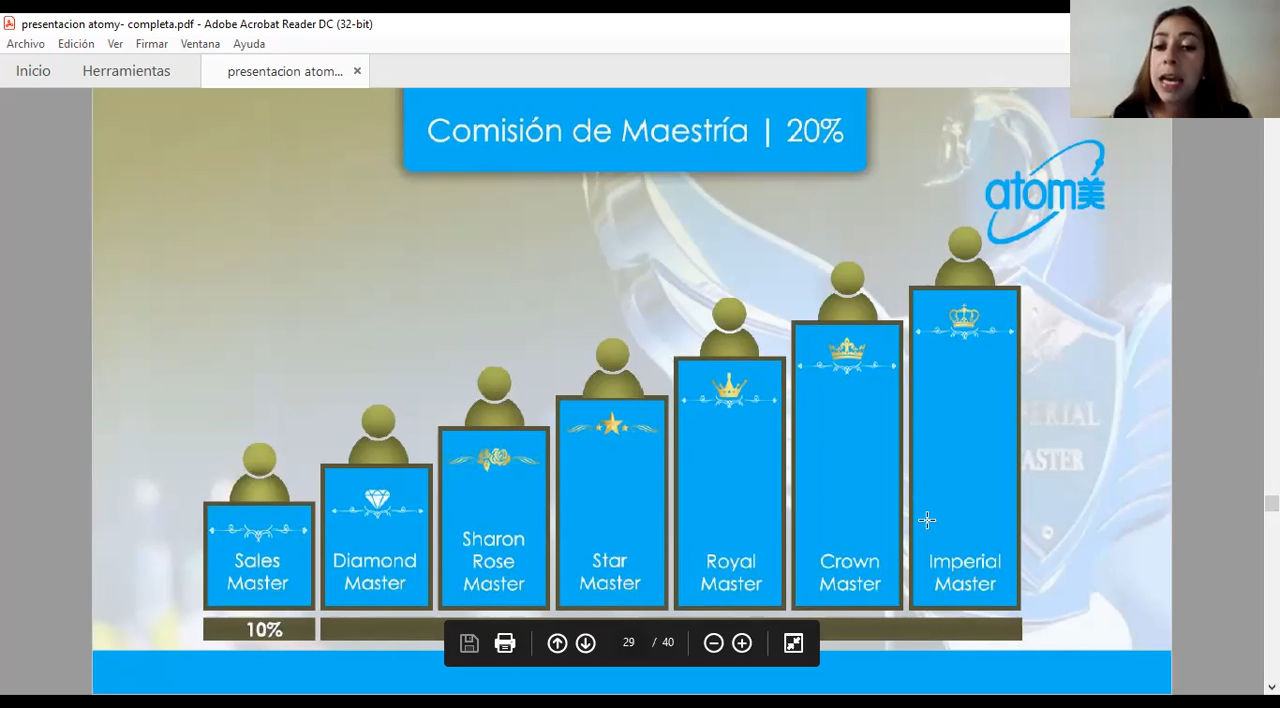 presentacion atomy- completa.pdf - Adobe Acrobat Reader DC (32-bit)
Archivo Edición Ver Firmar Ventana Ayuda
Inicio Herramientas presentacion atom... ×
Comisión de Maestría | 20%
atom美
Sales Master
Diamond Master
Sharon Rose Master
Star Master
Royal Master
Crown Master
Imperial Master
IMPERIAL
MASTER
10%
29 / 40